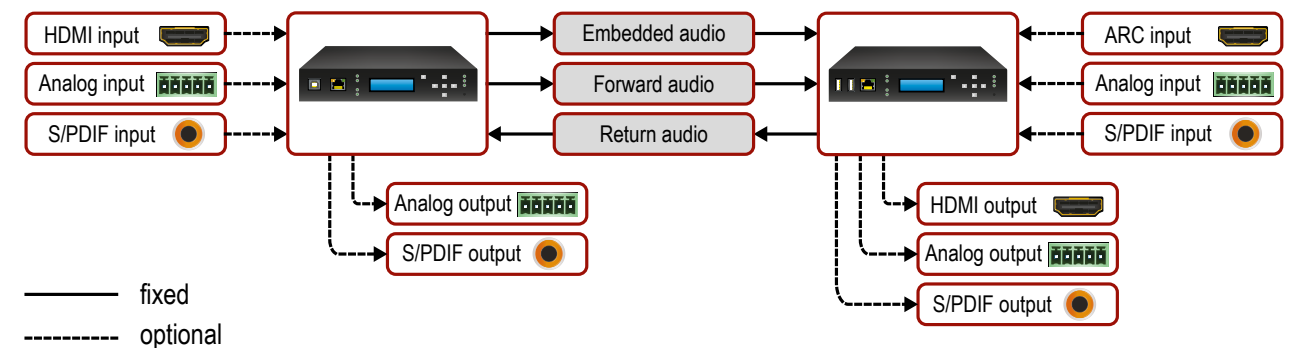 HDMI input
Embedded audio
ARC input
Analog input
Forward audio
Analog input
S/PDIF input
Return audio
S/PDIF input
Analog output
HDMI output
S/PDIF output
Analog output
S/PDIF output
fixed
optional